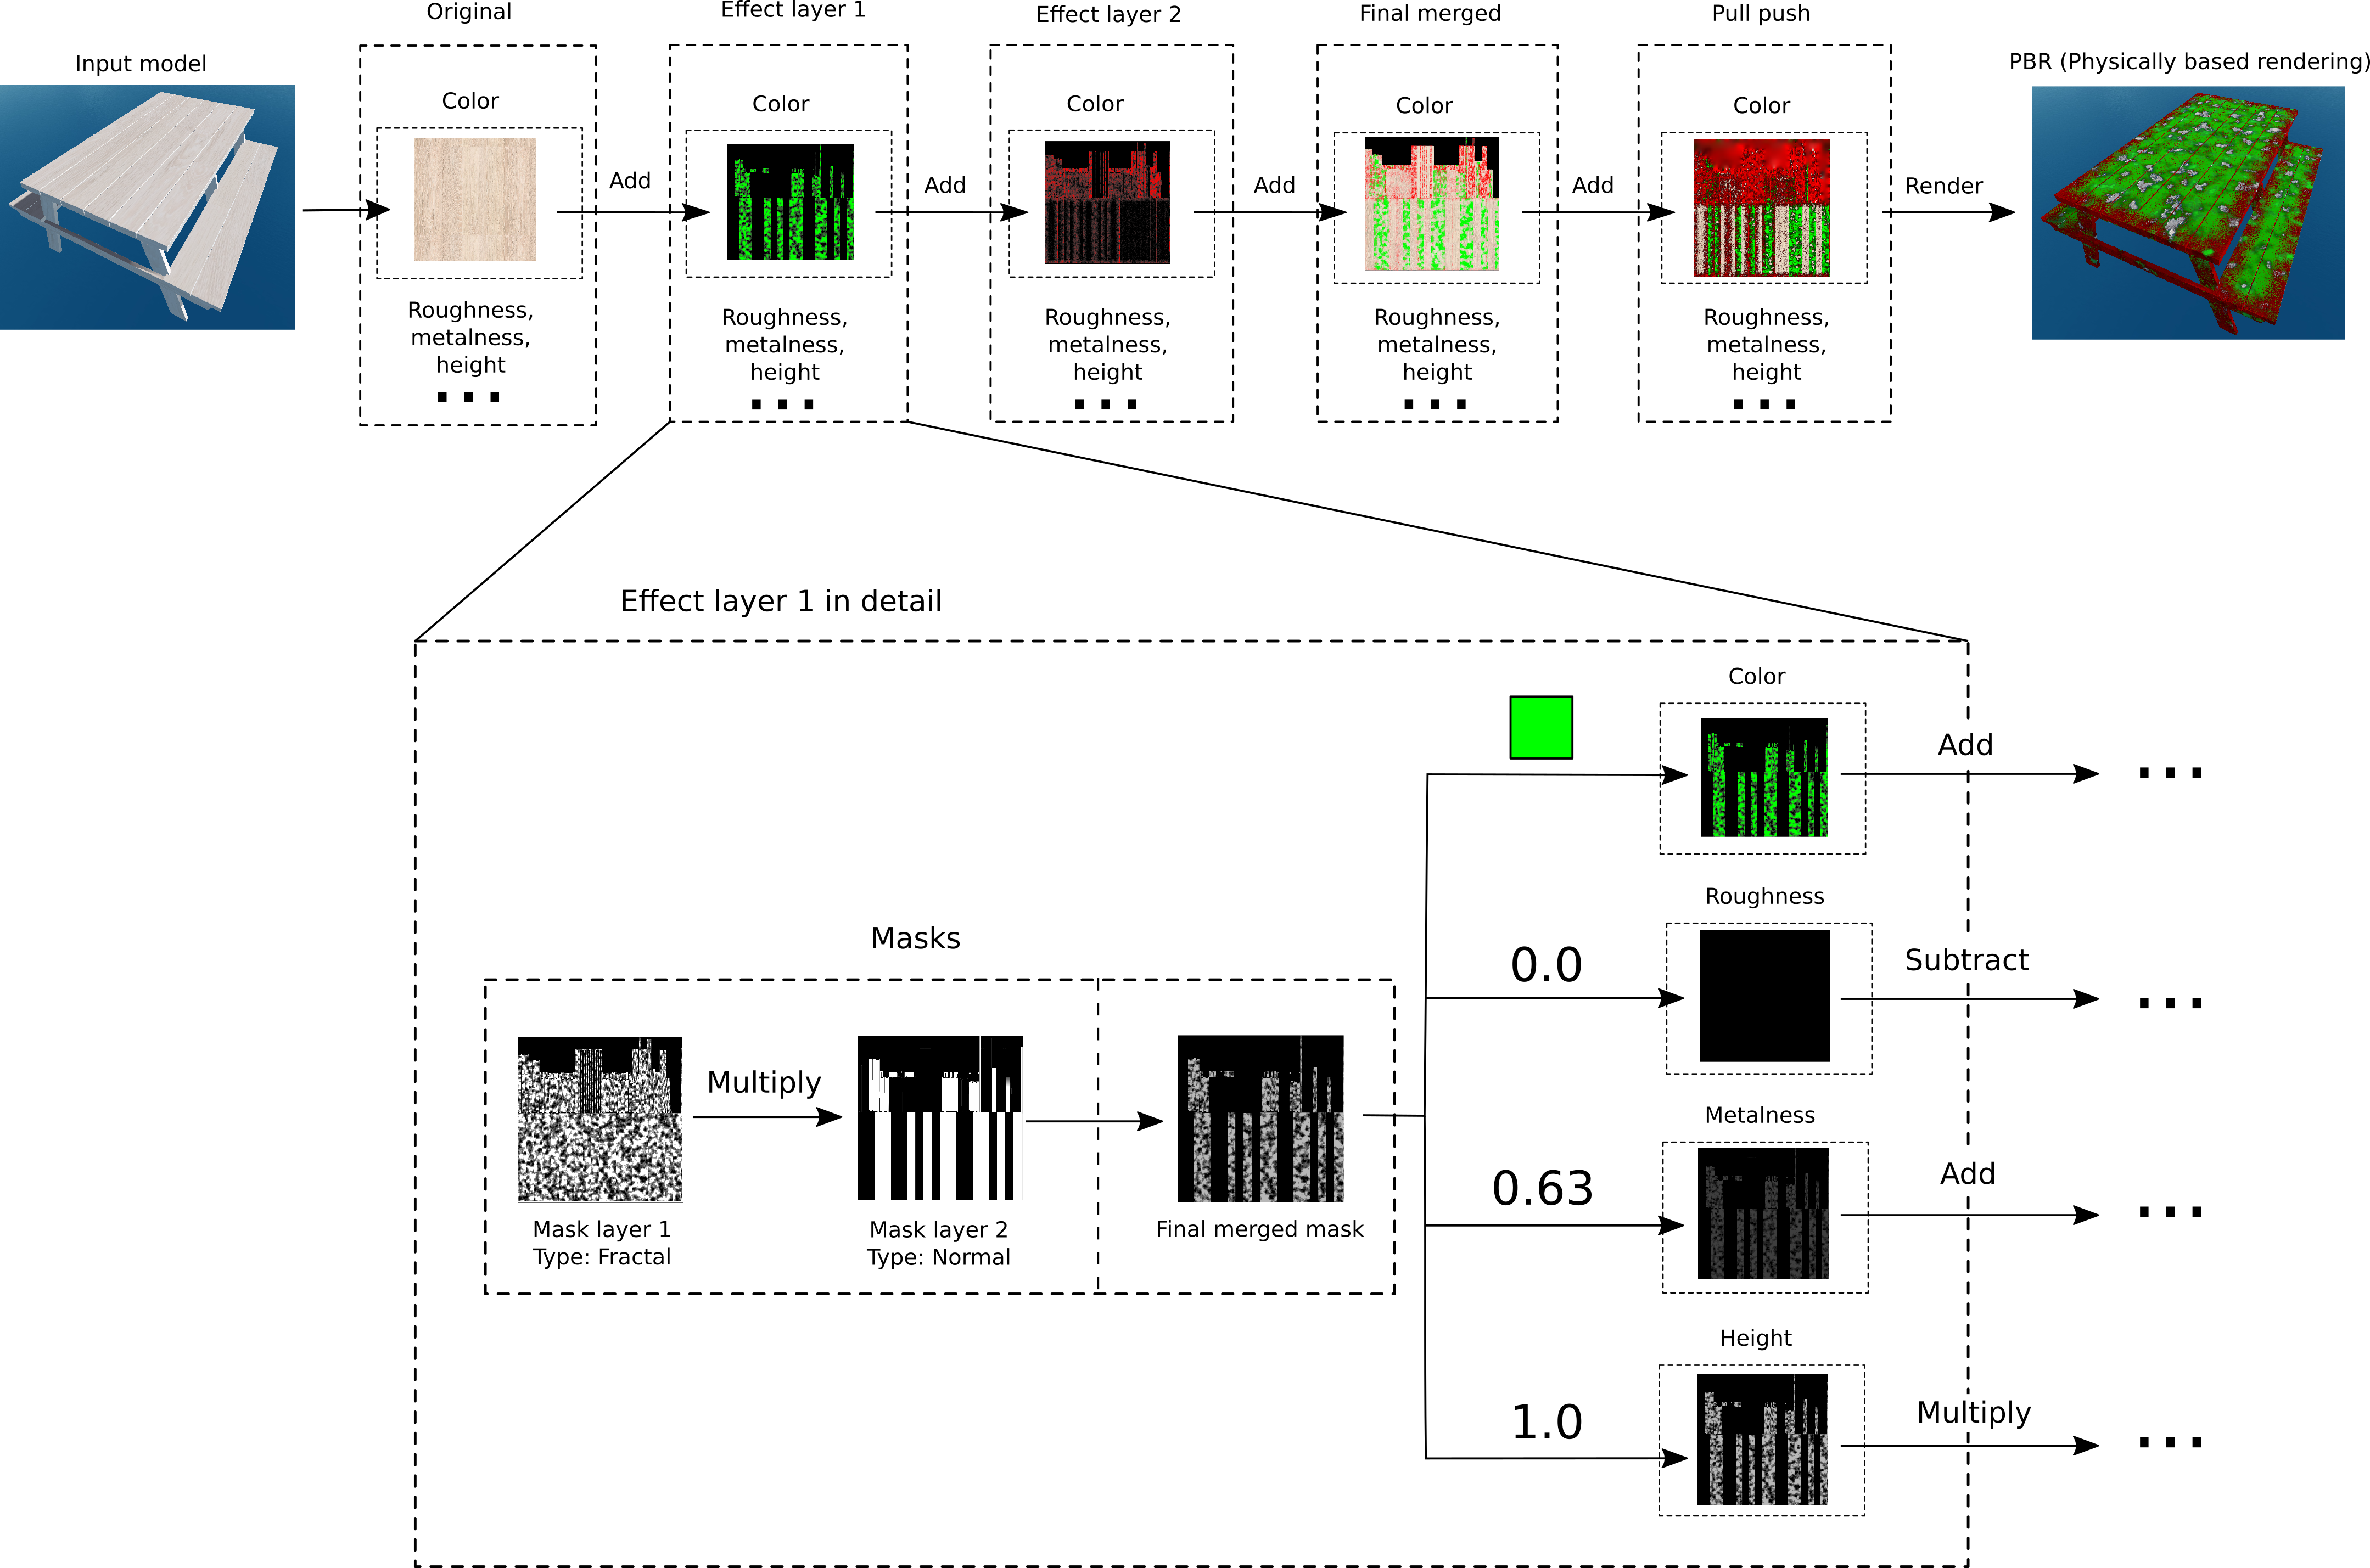 Original
Effect layer 1
Effect layer 2
Final merged
Pull push
Input model
PBR (Physically based rendering)
Color
Color
Color
Color
Color
Add
Add
Add
Add
Render
Roughness,
metalness,
height
...
Roughness,
metalness,
height
...
Roughness,
metalness,
height
...
Roughness,
metalness,
height
...
Roughness,
metalness,
height
...
Effect layer 1 in detail
Color
Add
...
Masks
Roughness
0.0
Subtract
...
Multiply
Mask layer 1
Type: Fractal
Mask layer 2
Type: Normal
Final merged mask
Metalness
0.63
Add
...
Height
1.0
Multiply
...